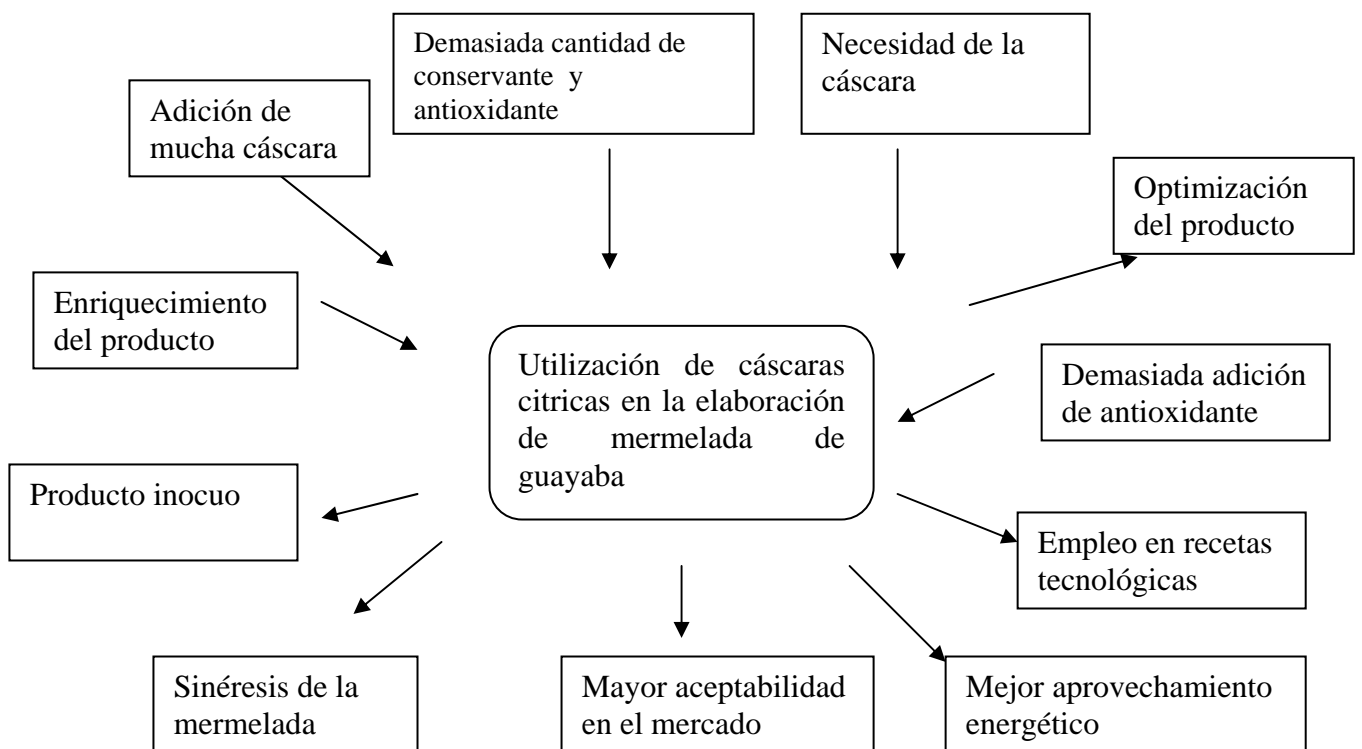 Demasiada cantidad de
conservante y
antioxidante
Necesidad de la
cáscara
Adición de
mucha cáscara
Optimización
del producto
Enriquecimiento
del producto
Utilización de cáscaras
citricas en la elaboración
de mermelada de
guayaba
Demasiada adición
de antioxidante
Producto inocuo
Empleo en recetas
tecnológicas
Sinéresis de la
mermelada
Mayor aceptabilidad
en el mercado
Mejor aprovechamiento
energético